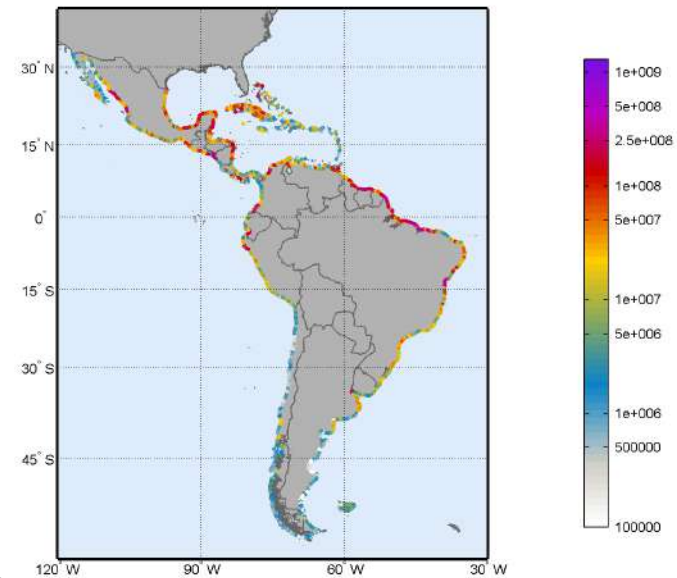 30° N
15° N
0°
15° S
30° S
45° S
120° W
90° W
60° W
30° W
1e+009
5e+008
2.5e+008
1e+008
5e+007
1e+007
5e+006
1e+006
500000
100000